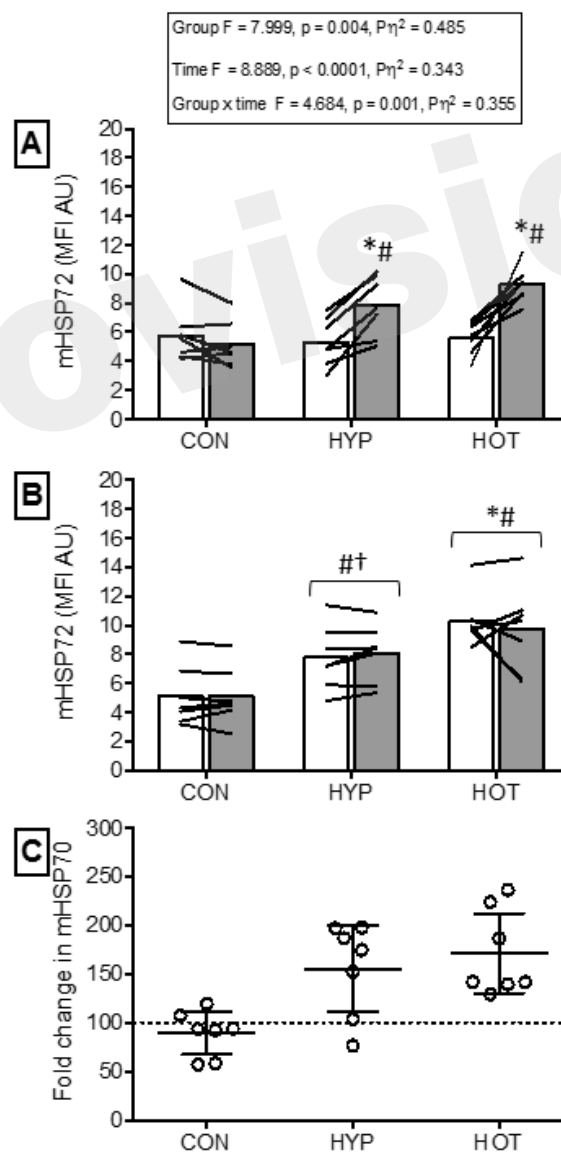 Group F = 7.999, p = 0.004, Pη² = 0.485
Time F = 8.889, p < 0.0001, Pη² = 0.343
Group x time F = 4.684, p = 0.001, Pη² = 0.355
A
mHSP72 (MFI AU)
20
18
16
14
12
10
8
6
4
2
0
*#
*#
CON HYP HOT
B
mHSP72 (MFI AU)
20
18
16
14
12
10
8
6
4
2
0
#†
*#
CON HYP HOT
C
Fold change in mHSP70
300
250
200
150
100
50
0
CON HYP HOT
ovisio